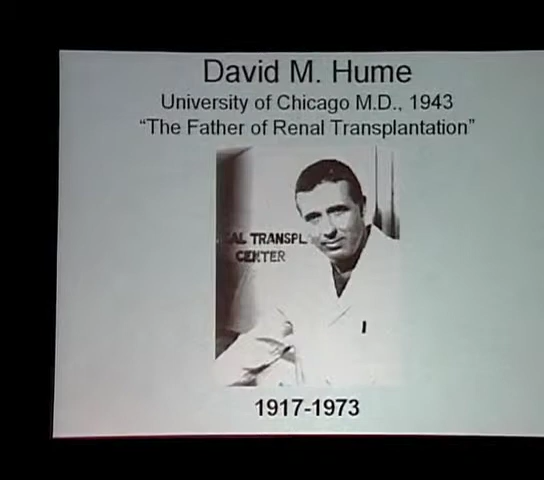 David M. Hume
University of Chicago M.D., 1943
“The Father of Renal Transplantation”
AL TRANSPL
CENTER
1917-1973